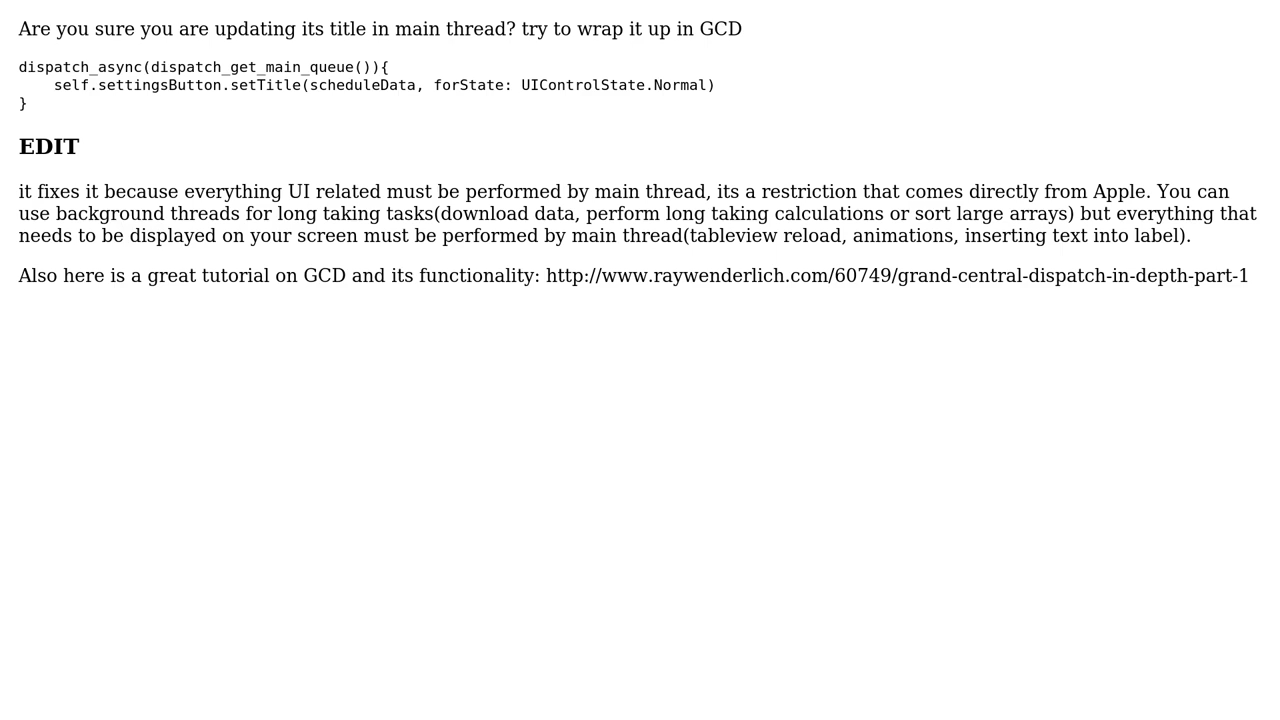 Are you sure you are updating its title in main thread? try to wrap it up in GCD
dispatch_async(dispatch_get_main_queue()){
    self.settingsButton.setTitle(scheduleData, forState: UIControlState.Normal)
}
EDIT
it fixes it because everything UI related must be performed by main thread, its a restriction that comes directly from Apple. You can
use background threads for long taking tasks(download data, perform long taking calculations or sort large arrays) but everything that
needs to be displayed on your screen must be performed by main thread(tableview reload, animations, inserting text into label).
Also here is a great tutorial on GCD and its functionality: http://www.raywenderlich.com/60749/grand-central-dispatch-in-depth-part-1